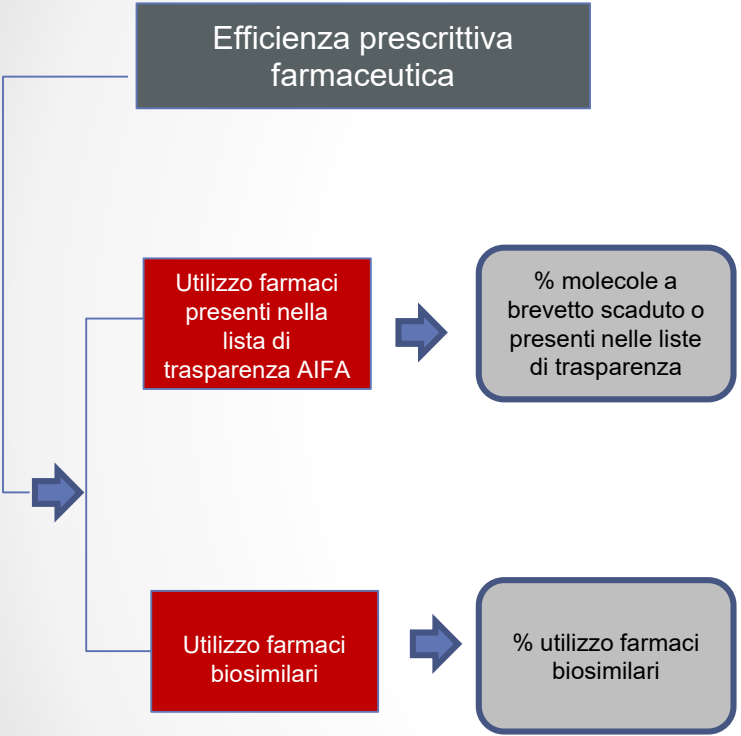 Efficienza prescrittiva
farmaceutica
Utilizzo farmaci
presenti nella
lista di
trasparenza AIFA
% molecole a
brevetto scaduto o
presenti nelle liste
di trasparenza
Utilizzo farmaci
biosimilari
% utilizzo farmaci
biosimilari